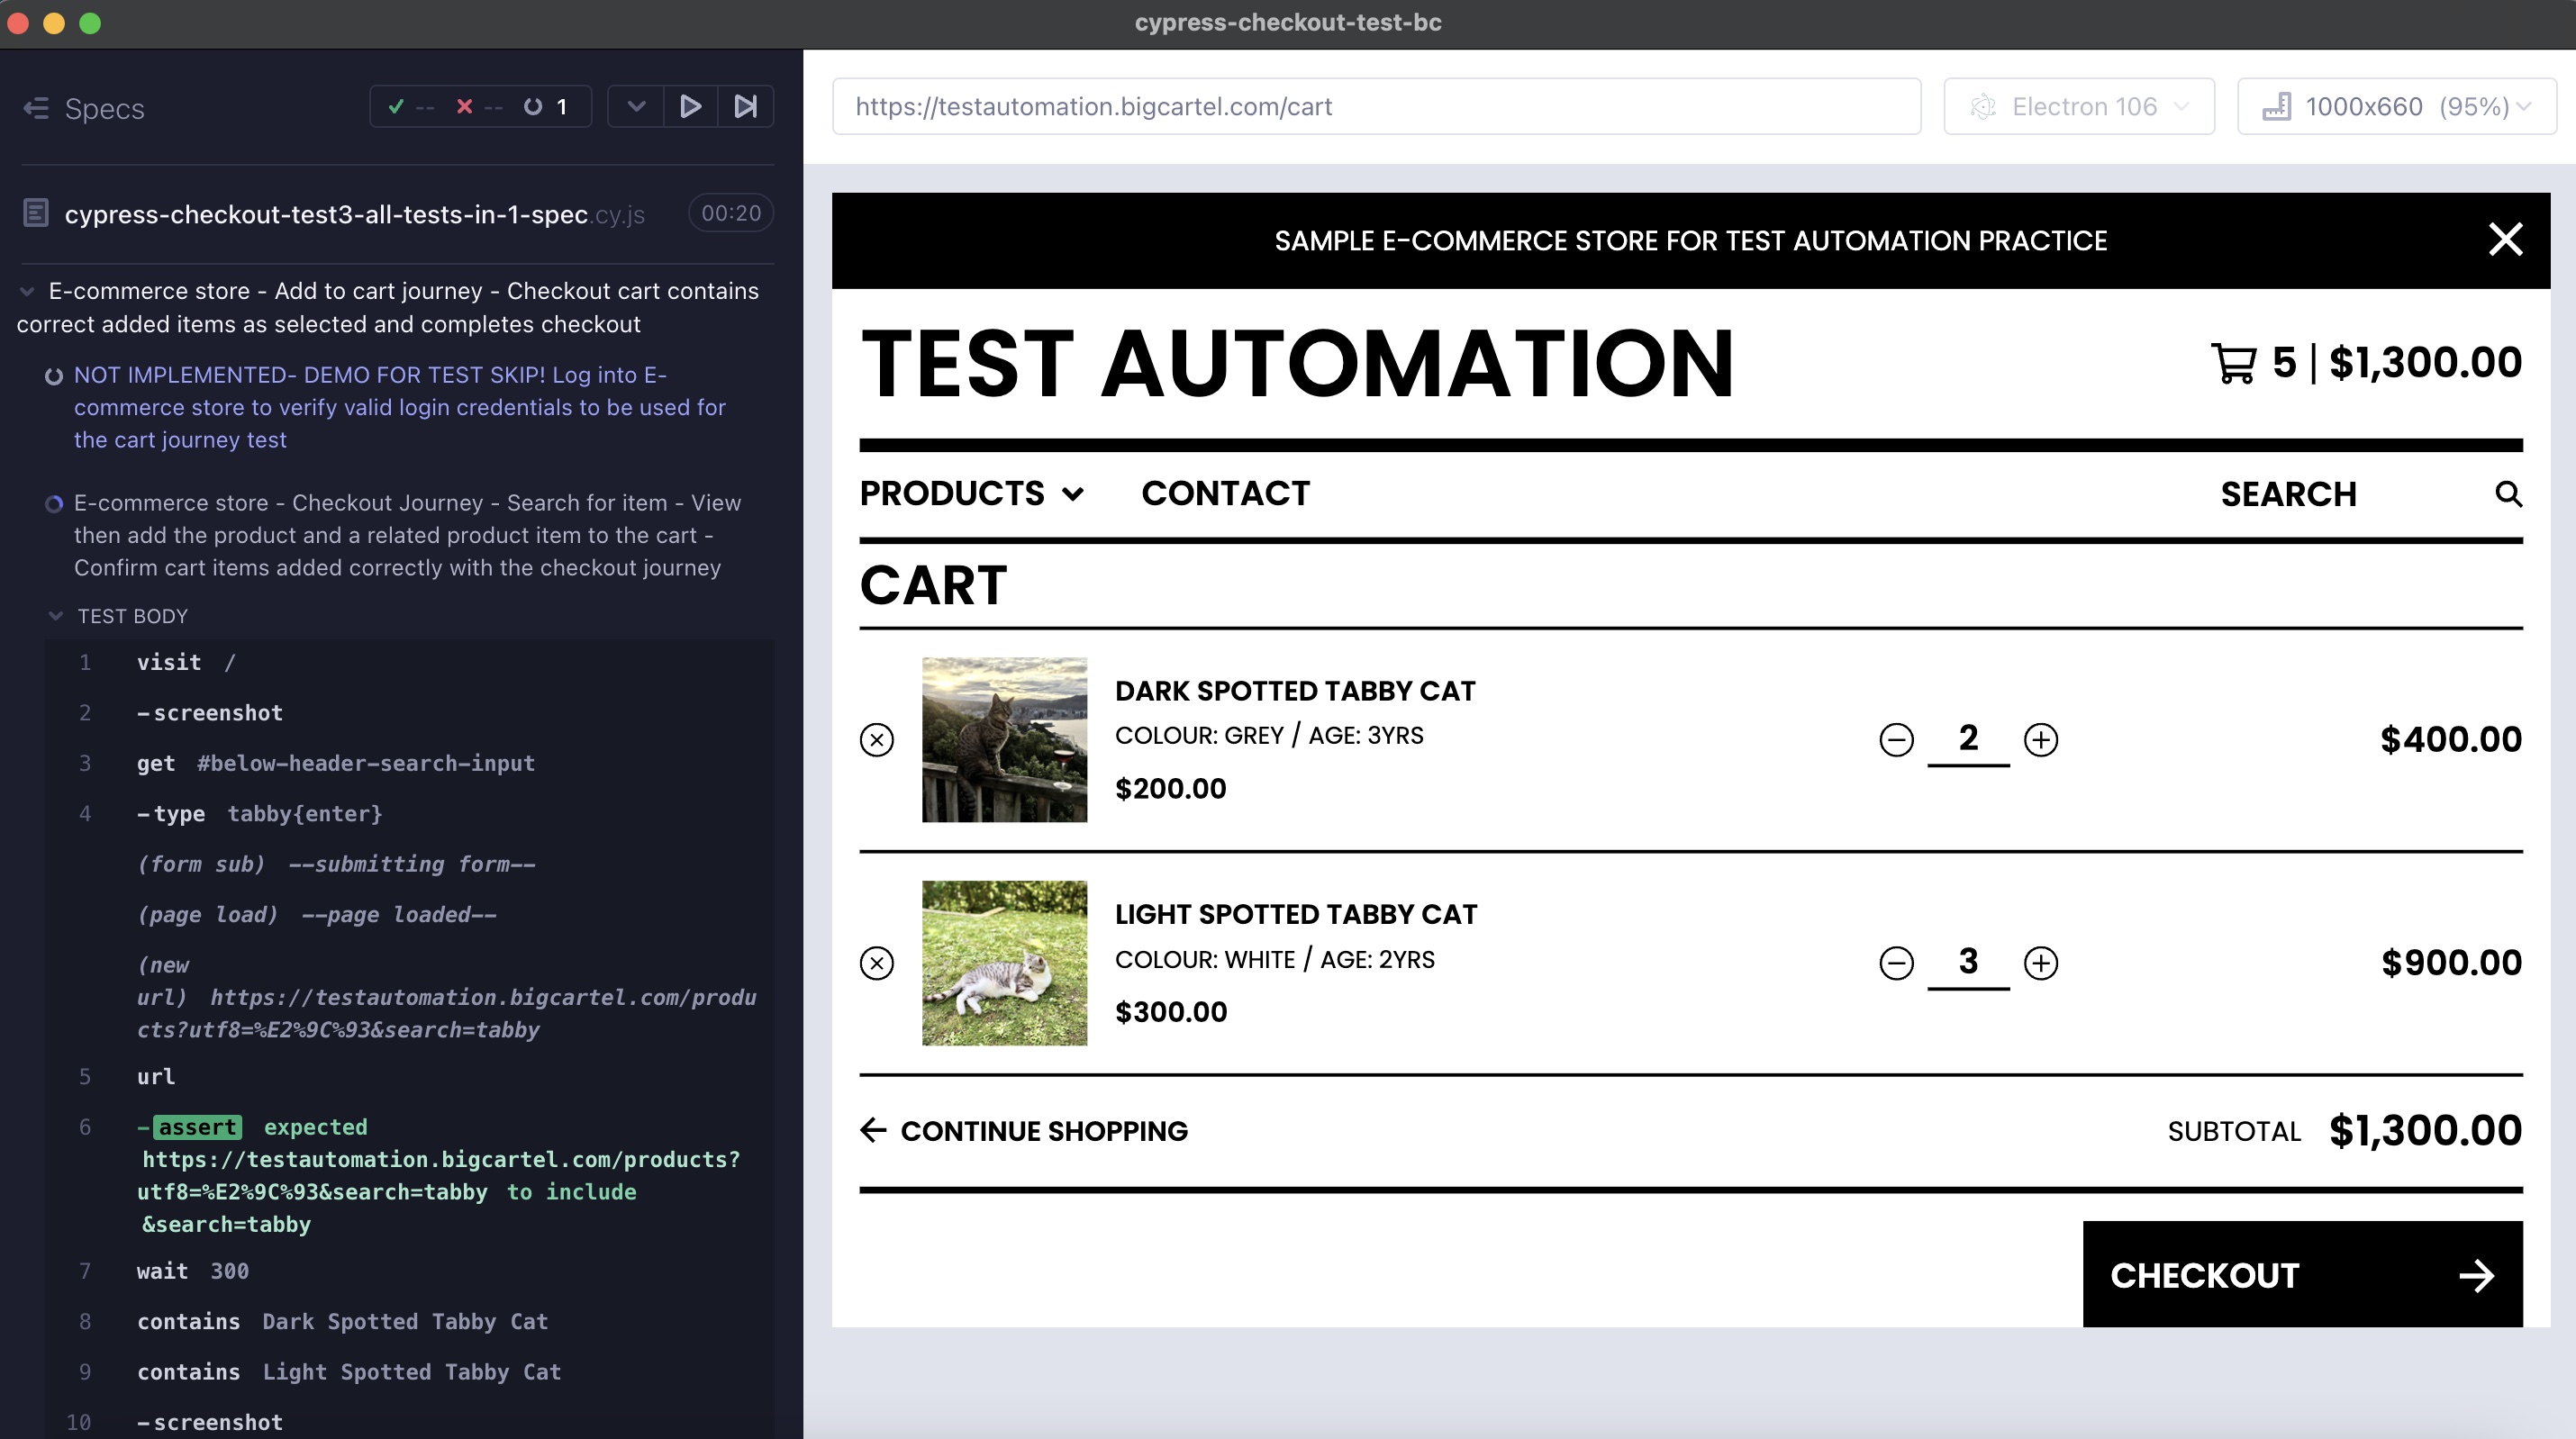 cypress-checkout-test-bc
Specs
-- -- 1
https://testautomation.bigcartel.com/cart
Electron 106
1000x660 (95%)
cypress-checkout-test3-all-tests-in-1-spec.cy.js 00:20
E-commerce store - Add to cart journey - Checkout cart contains
correct added items as selected and completes checkout
NOT IMPLEMENTED- DEMO FOR TEST SKIP! Log into E-
commerce store to verify valid login credentials to be used for
the cart journey test
E-commerce store - Checkout Journey - Search for item - View
then add the product and a related product item to the cart -
Confirm cart items added correctly with the checkout journey
TEST BODY
1 visit /
2 -screenshot
3 get #below-header-search-input
4 -type tabby{enter}
(form sub) --submitting form--
(page load) --page loaded--
(new
url) https://testautomation.bigcartel.com/produ
cts?utf8=%E2%9C%93&search=tabby
5 url
6 -assert expected
https://testautomation.bigcartel.com/products?
utf8=%E2%9C%93&search=tabby to include
&search=tabby
7 wait 300
8 contains Dark Spotted Tabby Cat
9 contains Light Spotted Tabby Cat
10 -screenshot
SAMPLE E-COMMERCE STORE FOR TEST AUTOMATION PRACTICE
TEST AUTOMATION
5 | $1,300.00
PRODUCTS CONTACT SEARCH
CART
DARK SPOTTED TABBY CAT
COLOUR: GREY / AGE: 3YRS
$200.00
2
$400.00
LIGHT SPOTTED TABBY CAT
COLOUR: WHITE / AGE: 2YRS
$300.00
3
$900.00
CONTINUE SHOPPING
SUBTOTAL $1,300.00
CHECKOUT